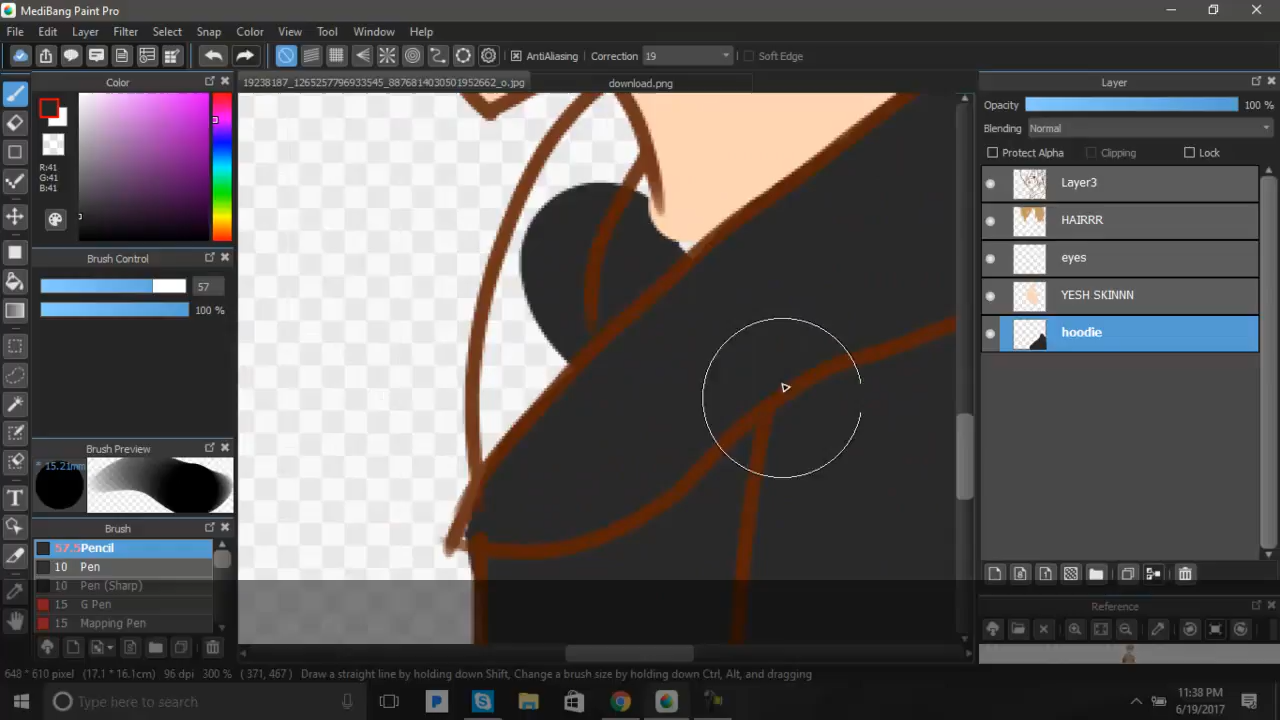 MediBang Paint Pro
File Edit Layer Filter Select Snap Color View Tool Window Help
AntiAliasing Correction 19 Soft Edge
Color
19238187_1265257796933545_8876814030501952662_o.jpg download.png
Layer
Opacity 100 %
Blending Normal
Protect Alpha Clipping Lock
R:41
G:41
B:41
Layer3
HAIRRR
eyes
YESH SKINNN
hoodie
Brush Control
57
100 %
Brush Preview
* 15.21mm
Brush
57.5 Pencil
10 Pen
10 Pen (Sharp)
15 G Pen
15 Mapping Pen
Reference
648 * 610 pixel (17.1 * 16.1cm) 96 dpi 300 % ( 371, 467) Draw a straight line by holding down Shift, Change a brush size by holding down Ctrl, Alt, and dragging
Type here to search
11:38 PM
6/19/2017